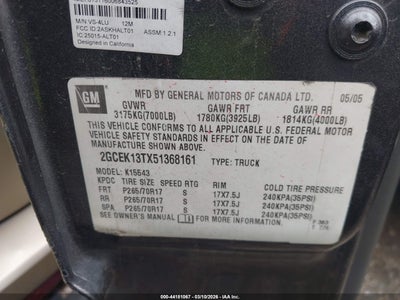 M/N VS-4LU 12M
FCC ID:2ASKHALT01
IC:25015-ALT01 ASSM 1.2.1
Designed in California
GM
MFD BY GENERAL MOTORS OF CANADA LTD. 05/05
GVWR GAWR FRT GAWR RR
3175KG(7000LB) 1780KG(3925LB) 1814KG(4000LB)
THIS VEHICLE CONFORMS TO ALL APPLICABLE U.S. FEDERAL MOTOR
VEHICLE SAFETY STANDARDS IN EFFECT ON THE DATE OF
MANUFACTURE SHOWN ABOVE.
2GCEK13TX51368161 TYPE: TRUCK
MODEL: K15543
KPDC TIRE SIZE SPEED RTG RIM COLD TIRE PRESSURE
FRT P265/70R17 S 17X7.5J 240KPA(35PSI)
RR P265/70R17 S 17X7.5J 240KPA(35PSI)
SPA P265/70R17 S 17X7.5J 240KPA(35PSI)
SEE OWNER'S MANUAL FOR ADDITIONAL INFORMATION.
000-44181067 | 03/10/2026 - COPYRIGHT IAA, LLC